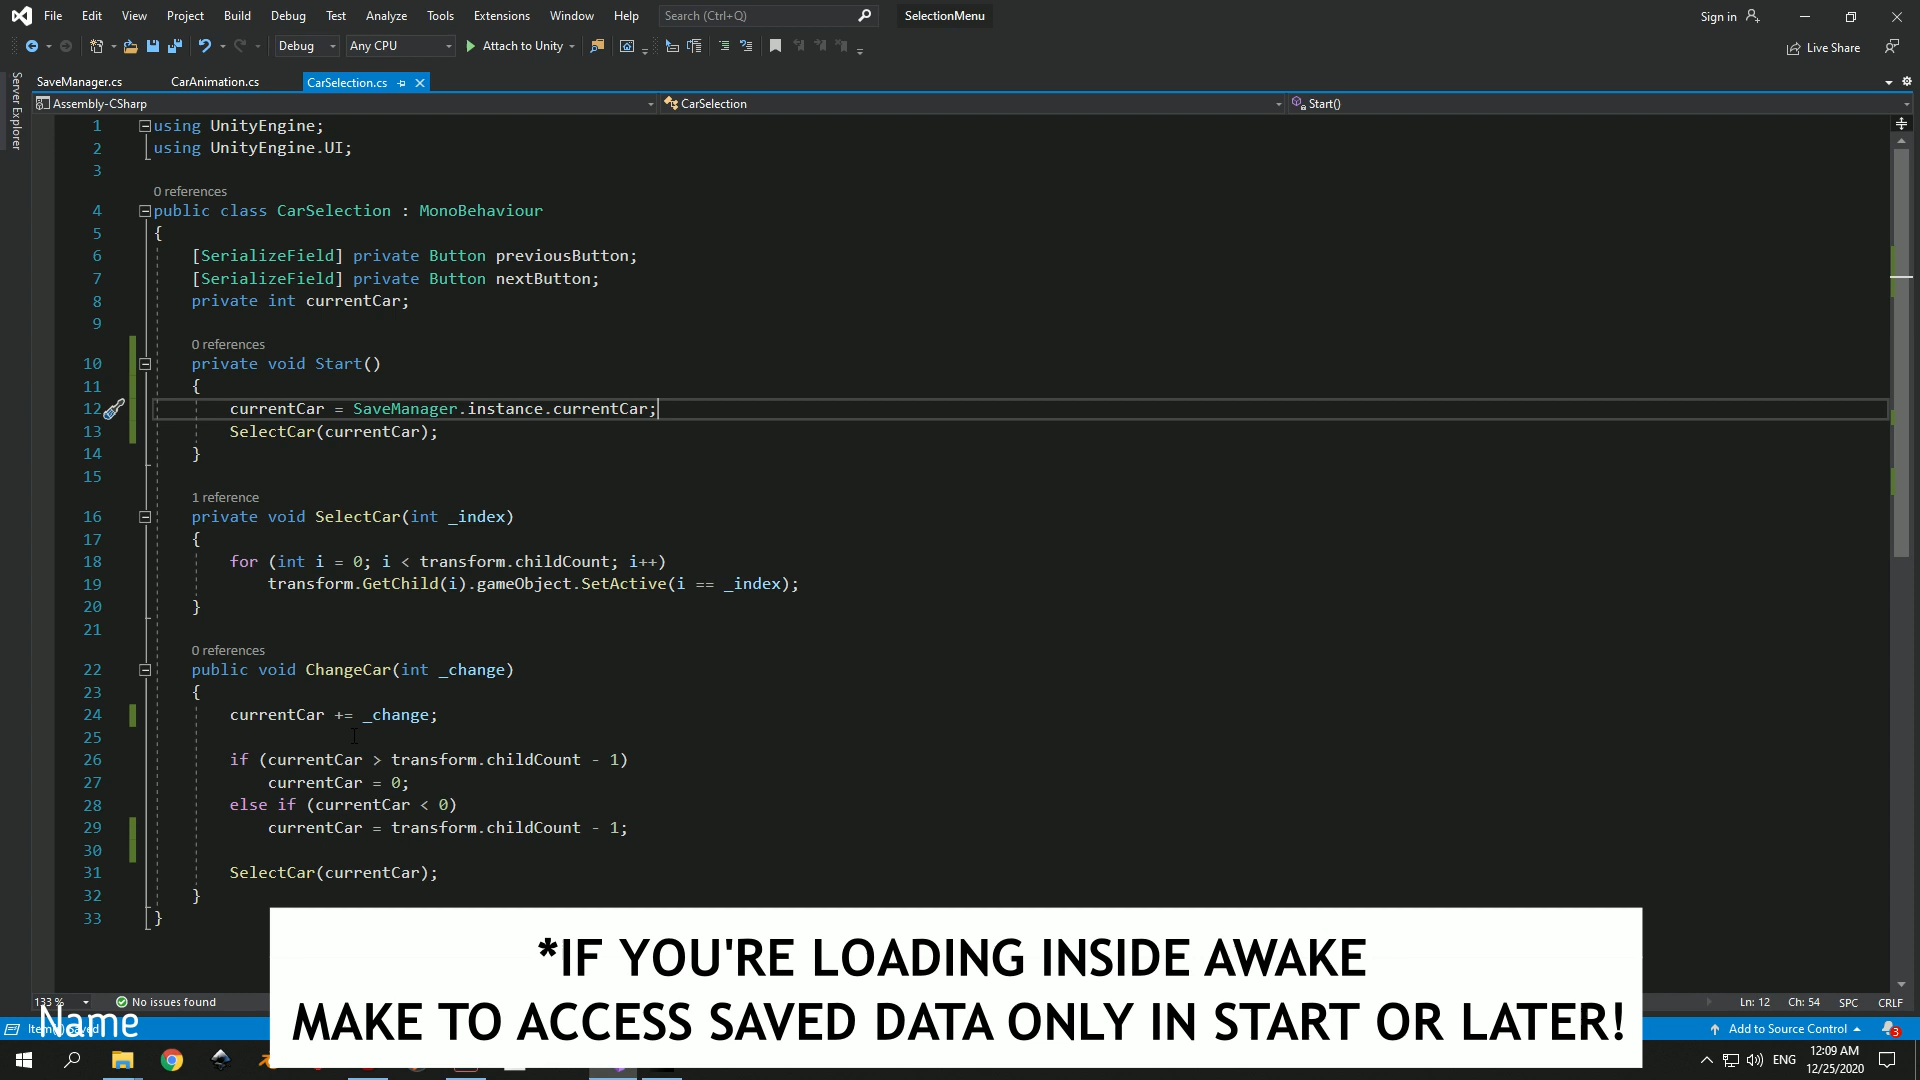 File Edit View Project Build Debug Test Analyze Tools Extensions Window Help Search (Ctrl+Q) SelectionMenu Sign in
Debug Any CPU Attach to Unity Live Share
SaveManager.cs CarAnimation.cs CarSelection.cs
Server Explorer
Assembly-CSharp CarSelection Start()
1 using UnityEngine;
2 using UnityEngine.UI;
3
0 references
4 public class CarSelection : MonoBehaviour
5 {
6 [SerializeField] private Button previousButton;
7 [SerializeField] private Button nextButton;
8 private int currentCar;
9
0 references
10 private void Start()
11 {
12 currentCar = SaveManager.instance.currentCar;
13 SelectCar(currentCar);
14 }
15
1 reference
16 private void SelectCar(int _index)
17 {
18 for (int i = 0; i < transform.childCount; i++)
19 transform.GetChild(i).gameObject.SetActive(i == _index);
20 }
21
0 references
22 public void ChangeCar(int _change)
23 {
24 currentCar += _change;
25
26 if (currentCar > transform.childCount - 1)
27 currentCar = 0;
28 else if (currentCar < 0)
29 currentCar = transform.childCount - 1;
30
31 SelectCar(currentCar);
32 }
33 }
*IF YOU'RE LOADING INSIDE AWAKE
MAKE TO ACCESS SAVED DATA ONLY IN START OR LATER!
133 % No issues found Ln: 12 Ch: 54 SPC CRLF
Name
Add to Source Control 3
ENG 12:09 AM
12/25/2020